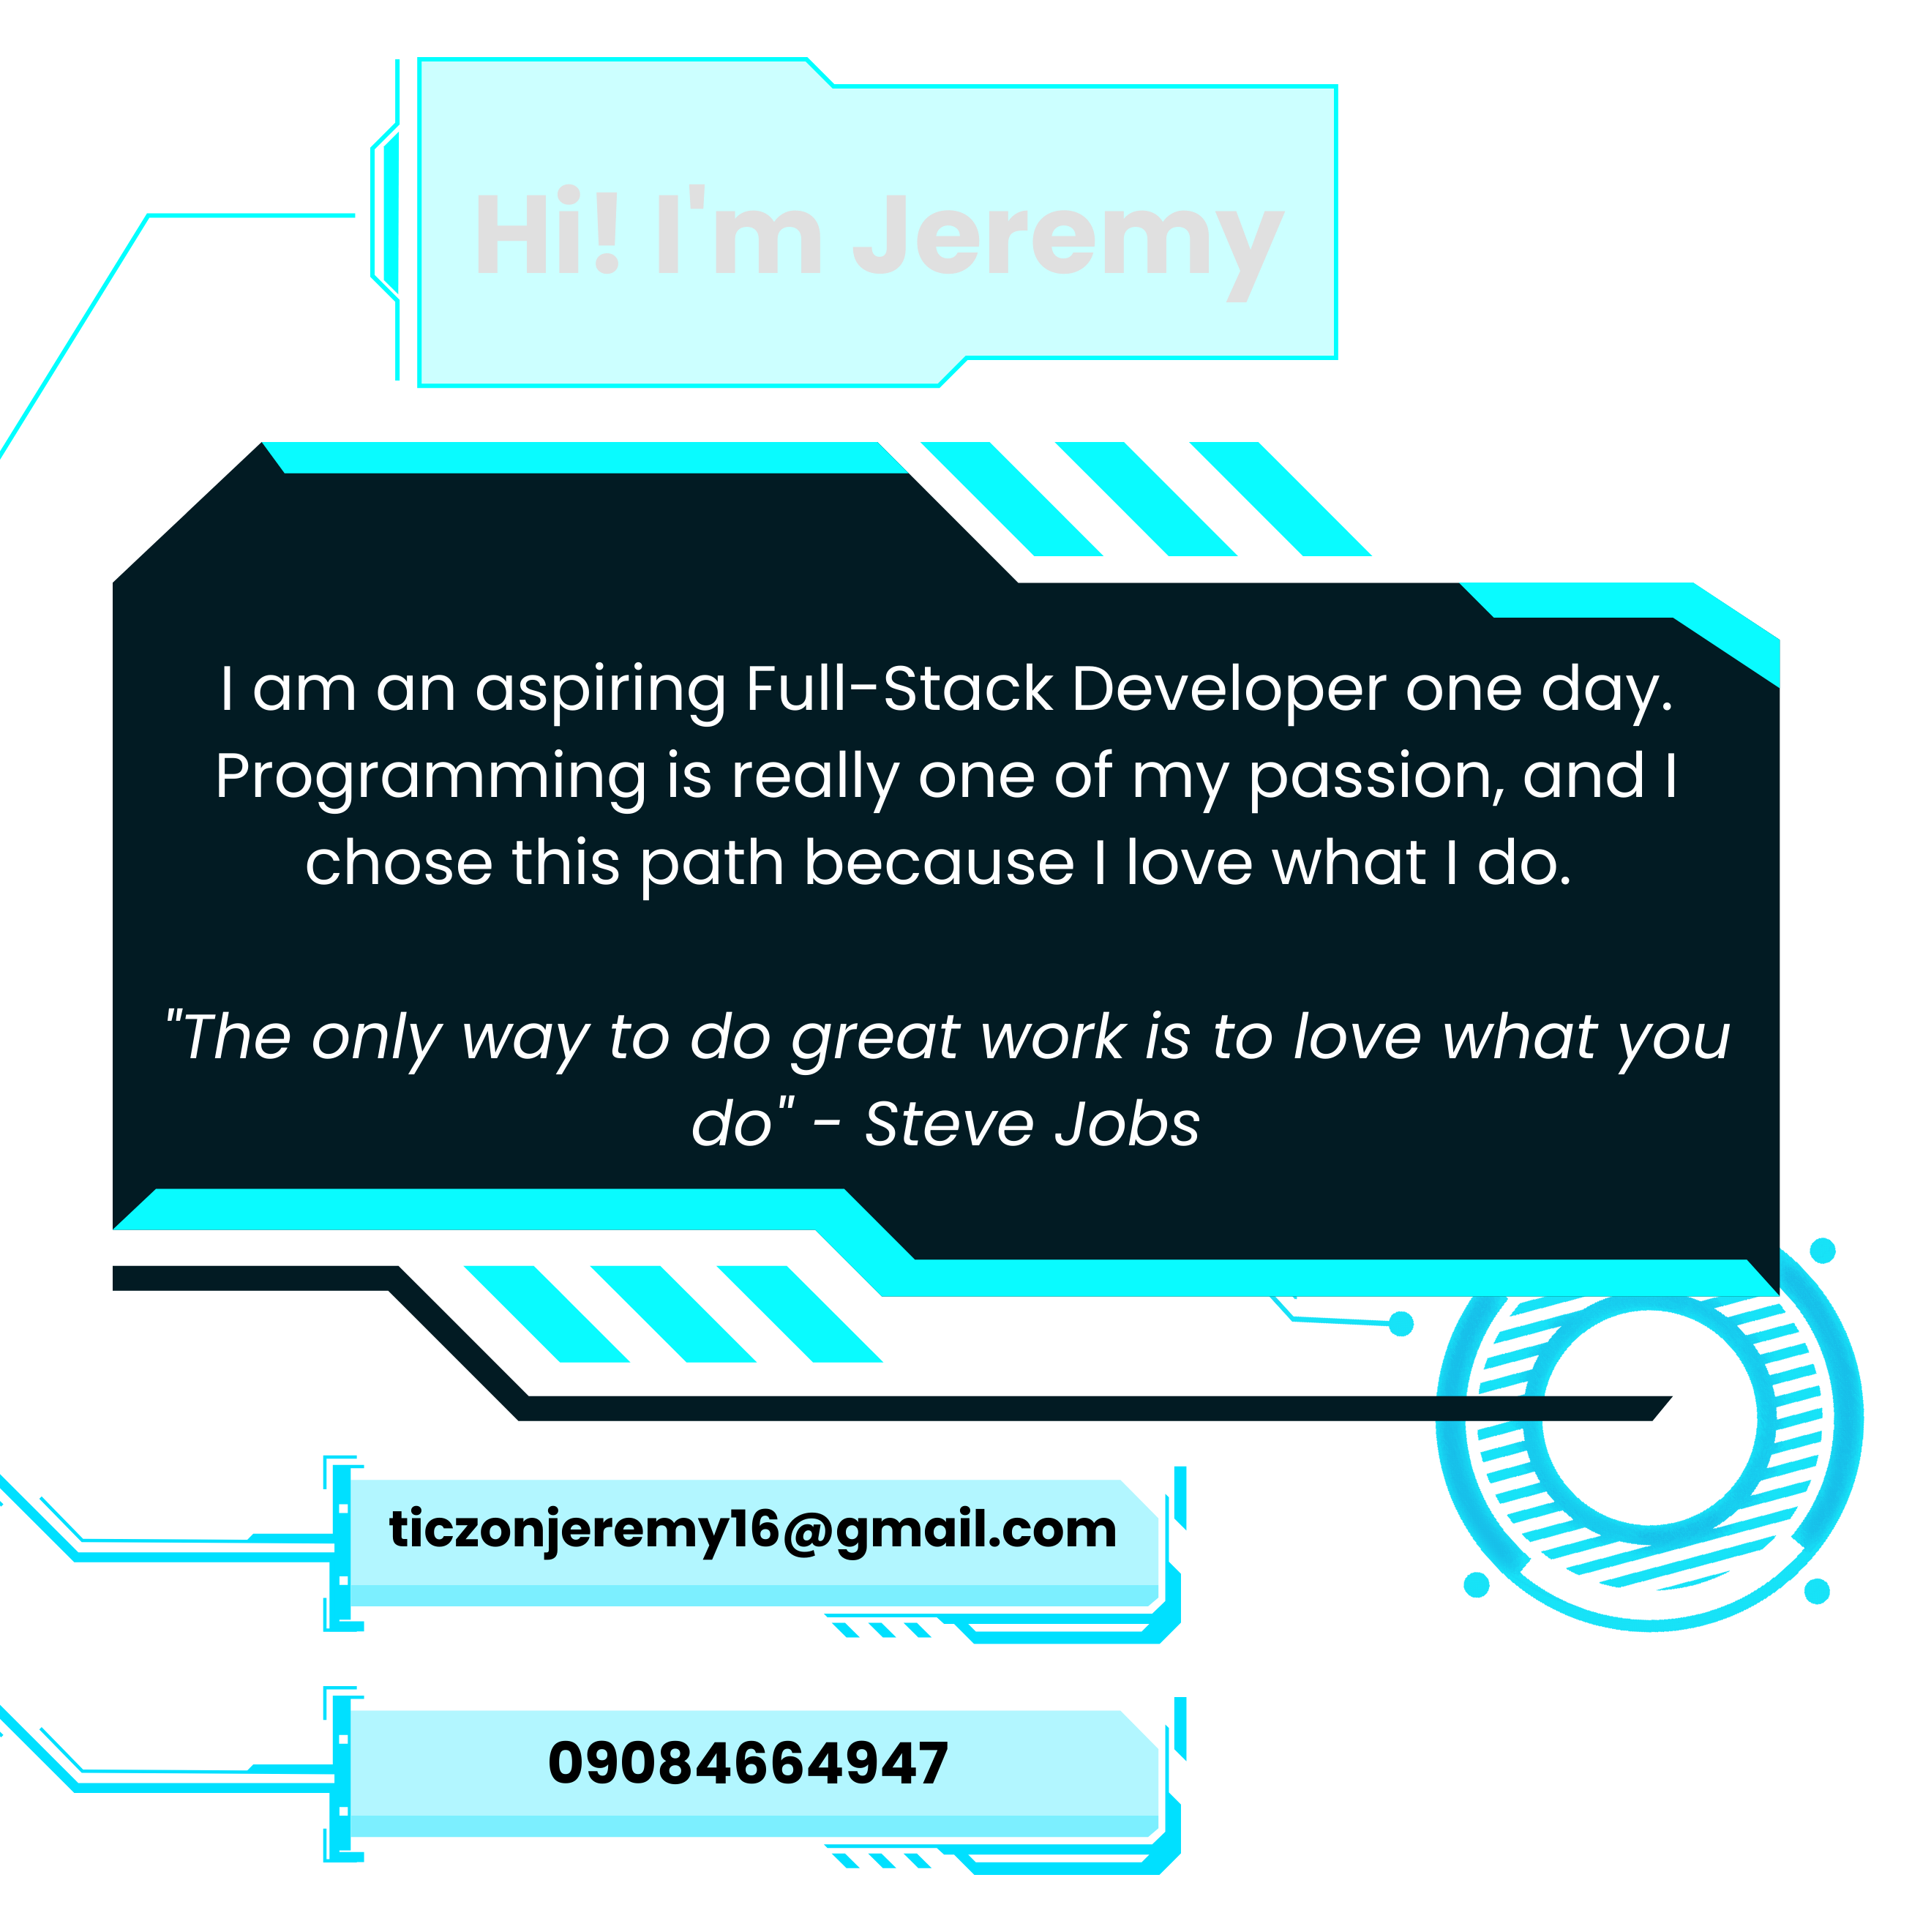 Hi! I'm Jeremy
I am an aspiring Full-Stack Developer one day.
Programming is really one of my passion, and I
chose this path because I love what I do.
"The only way to do great work is to love what you
do" - Steve Jobs
ticzonjeremy16@gmail.com
09084664947